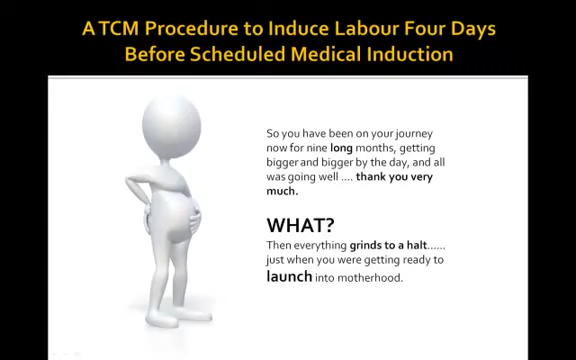 A TCM Procedure to Induce Labour Four Days
Before Scheduled Medical Induction
So you have been on your journey
now for nine long months, getting
bigger and bigger by the day, and all
was going well .... thank you very
much.
WHAT?
Then everything grinds to a halt......
just when you were getting ready to
launch into motherhood.